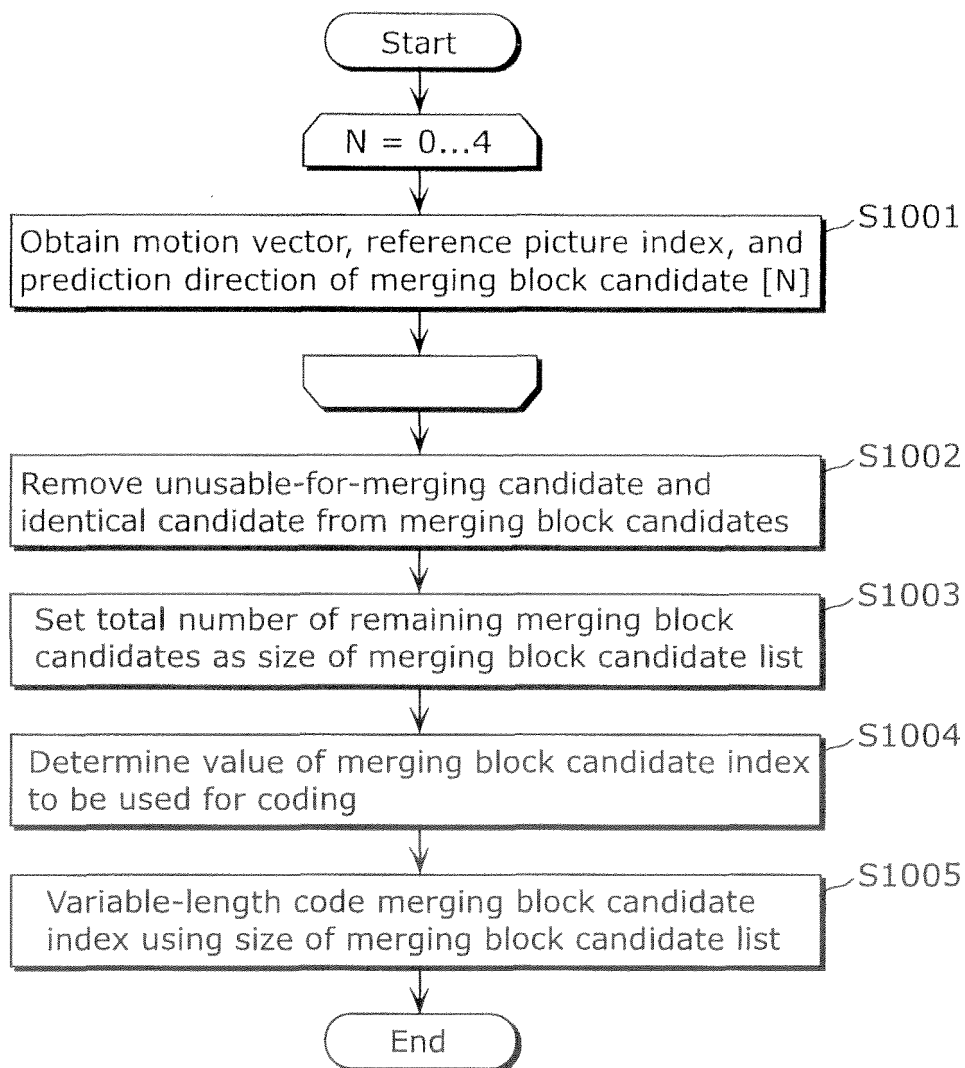 Start
N = 0...4
S1001
Obtain motion vector, reference picture index, and
prediction direction of merging block candidate [N]
S1002
Remove unusable-for-merging candidate and
identical candidate from merging block candidates
S1003
Set total number of remaining merging block
candidates as size of merging block candidate list
S1004
Determine value of merging block candidate index
to be used for coding
S1005
Variable-length code merging block candidate
index using size of merging block candidate list
End